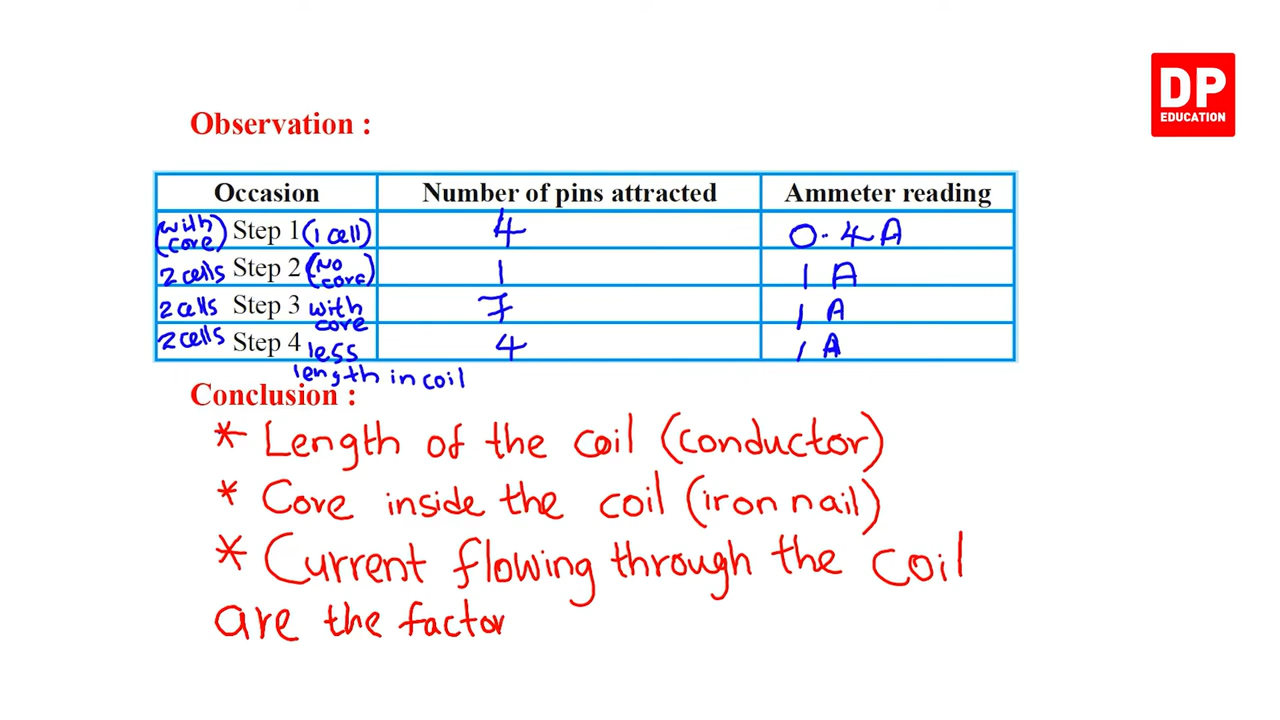 DP
EDUCATION
Observation :
Occasion Number of pins attracted Ammeter reading
(with core) Step 1 (1 cell) 4 0.4 A
2 cells Step 2 (No core) 1 1 A
2 cells Step 3 with core 7 1 A
2 cells Step 4 less length in coil 4 1 A
Conclusion :
* Length of the coil (conductor)
* Core inside the coil (iron nail)
* Current flowing through the coil
are the factor